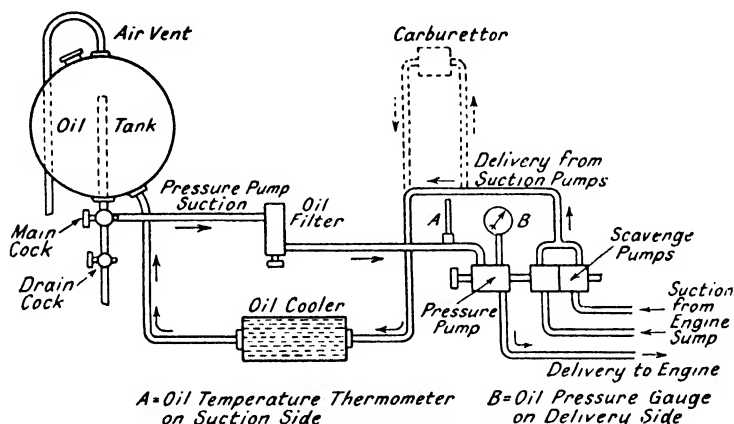 Air Vent
Carburettor
Oil Tank
Delivery from
Suction Pumps
Pressure Pump
Suction
Oil
Filter
A
B
Main
Cock
Scavenge
Pumps
Drain
Cock
Oil Cooler
Pressure
Pump
Suction
from
Engine
Sump
Delivery to Engine
A=Oil Temperature Thermometer
on Suction Side
B=Oil Pressure Gauge
on Delivery Side